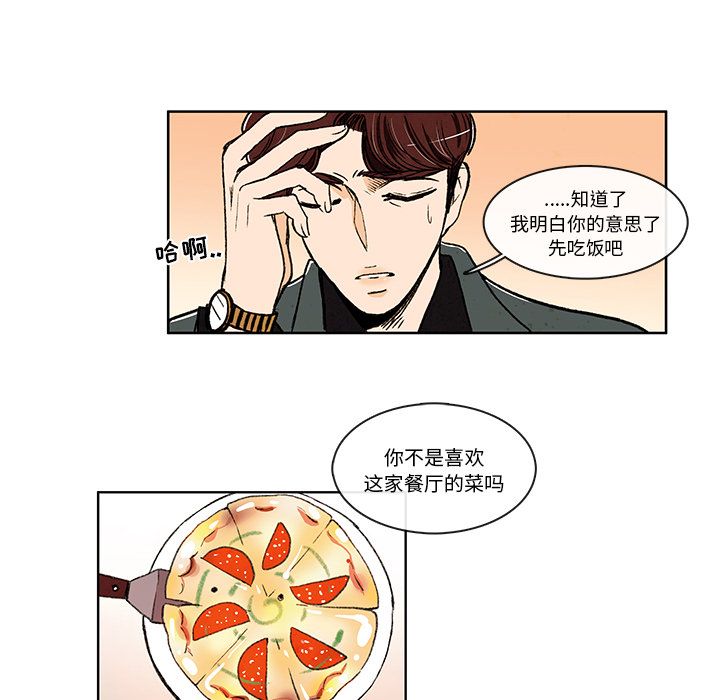 .....知道了
我明白你的意思了
先吃饭吧
哈啊..
你不是喜欢
这家餐厅的菜吗